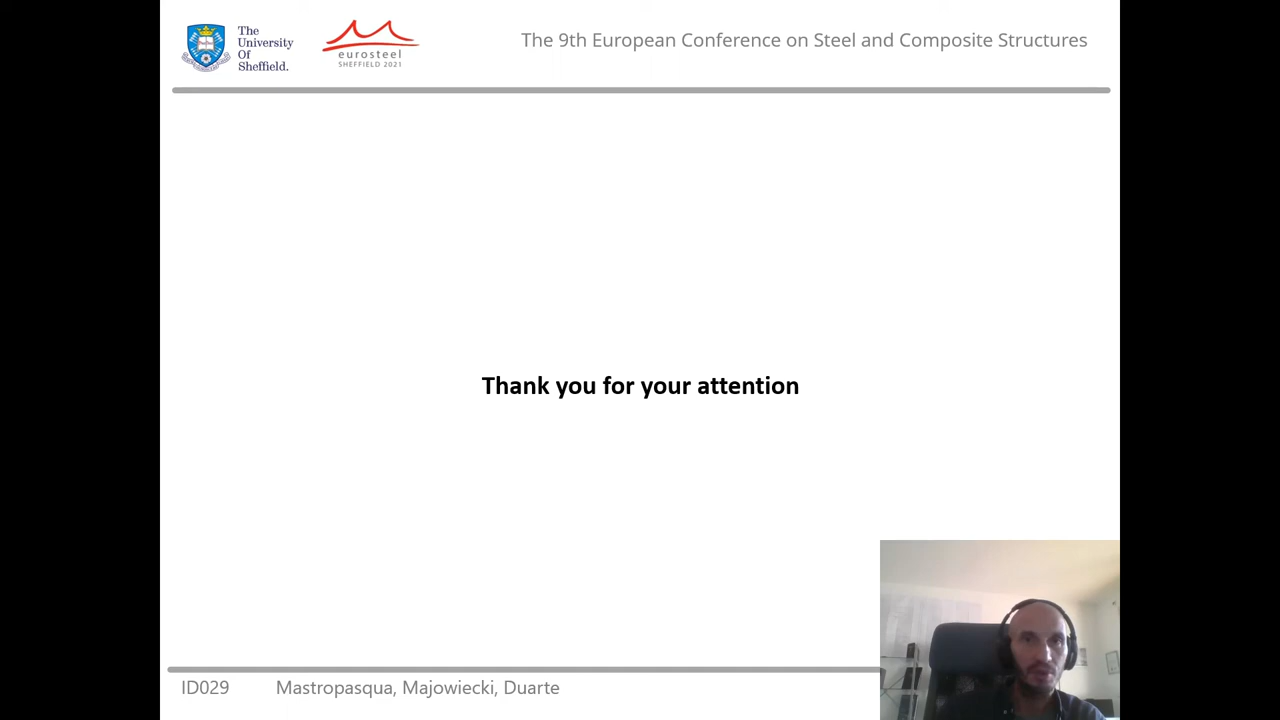 The
University
Of
Sheffield.
eurosteel
SHEFFIELD 2021
The 9th European Conference on Steel and Composite Structures
Thank you for your attention
ID029 Mastropasqua, Majowiecki, Duarte